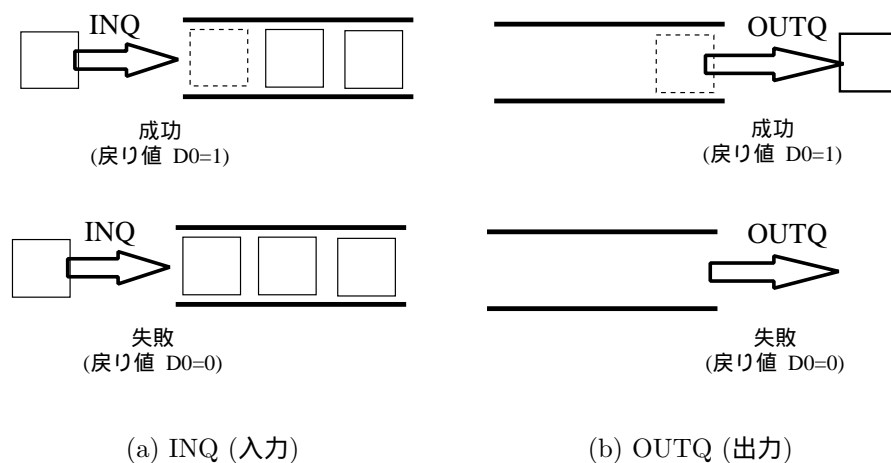 INQ
成功
(戻り値 D0=1)
OUTQ
成功
(戻り値 D0=1)
INQ
失敗
(戻り値 D0=0)
OUTQ
失敗
(戻り値 D0=0)
(a) INQ (入力)
(b) OUTQ (出力)